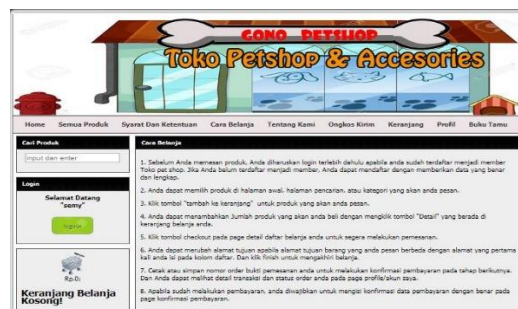 GONO PETSHOP
Toko Petshop & Accesories
Home Semua Produk Syarat Dan Ketentuan Cara Belanja Tentang Kami Ongkos Kirim Keranjang Profil Buku Tamu
Cari Produk
input dan enter
Login
Selamat Datang
"semy"
Rp.0,
Keranjang Belanja
Kosong!
Cara Belanja
1. Sebelum Anda memesan produk, Anda diharuskan login terlebih dahulu apabila anda sudah terdaftar menjadi member
Toko pet shop. Jika Anda belum terdaftar menjadi member, Anda dapat mendaftar dengan memberikan data yang benar
dan lengkap.
2. Anda dapat memilih produk di halaman awal, halaman pencarian, atau kategori yang akan anda pesan.
3. Klik tombol "tambah ke keranjang" untuk produk yang akan anda pesan.
4. Anda dapat menambahkan Jumlah produk yang akan anda beli dengan mengklik tombol "Detail" yang berada di
keranjang belanja anda.
5. Klik tombol checkout pada page detail daftar belanja anda untuk segera melakukan pemesanan.
6. Anda dapat merubah alamat tujuan apabila alamat tujuan barang yang anda pesan berbeda dengan alamat yang pertama
kali anda isi pada kolom daftar. Dan klik finish untuk mengakhiri belanja.
7. Cetak atau simpan nomor order bukti pemesanan anda untuk melakukan konfirmasi pembayaran pada tahap berikutnya.
Dan Anda dapat melihat detail transaksi dan status order anda pada page profile/akun saya.
8. Apabila sudah melakukan pembayaran, anda diwajibkan untuk mengisi konfirmasi data pembayaran dengan benar pada
page konfirmasi pembayaran.